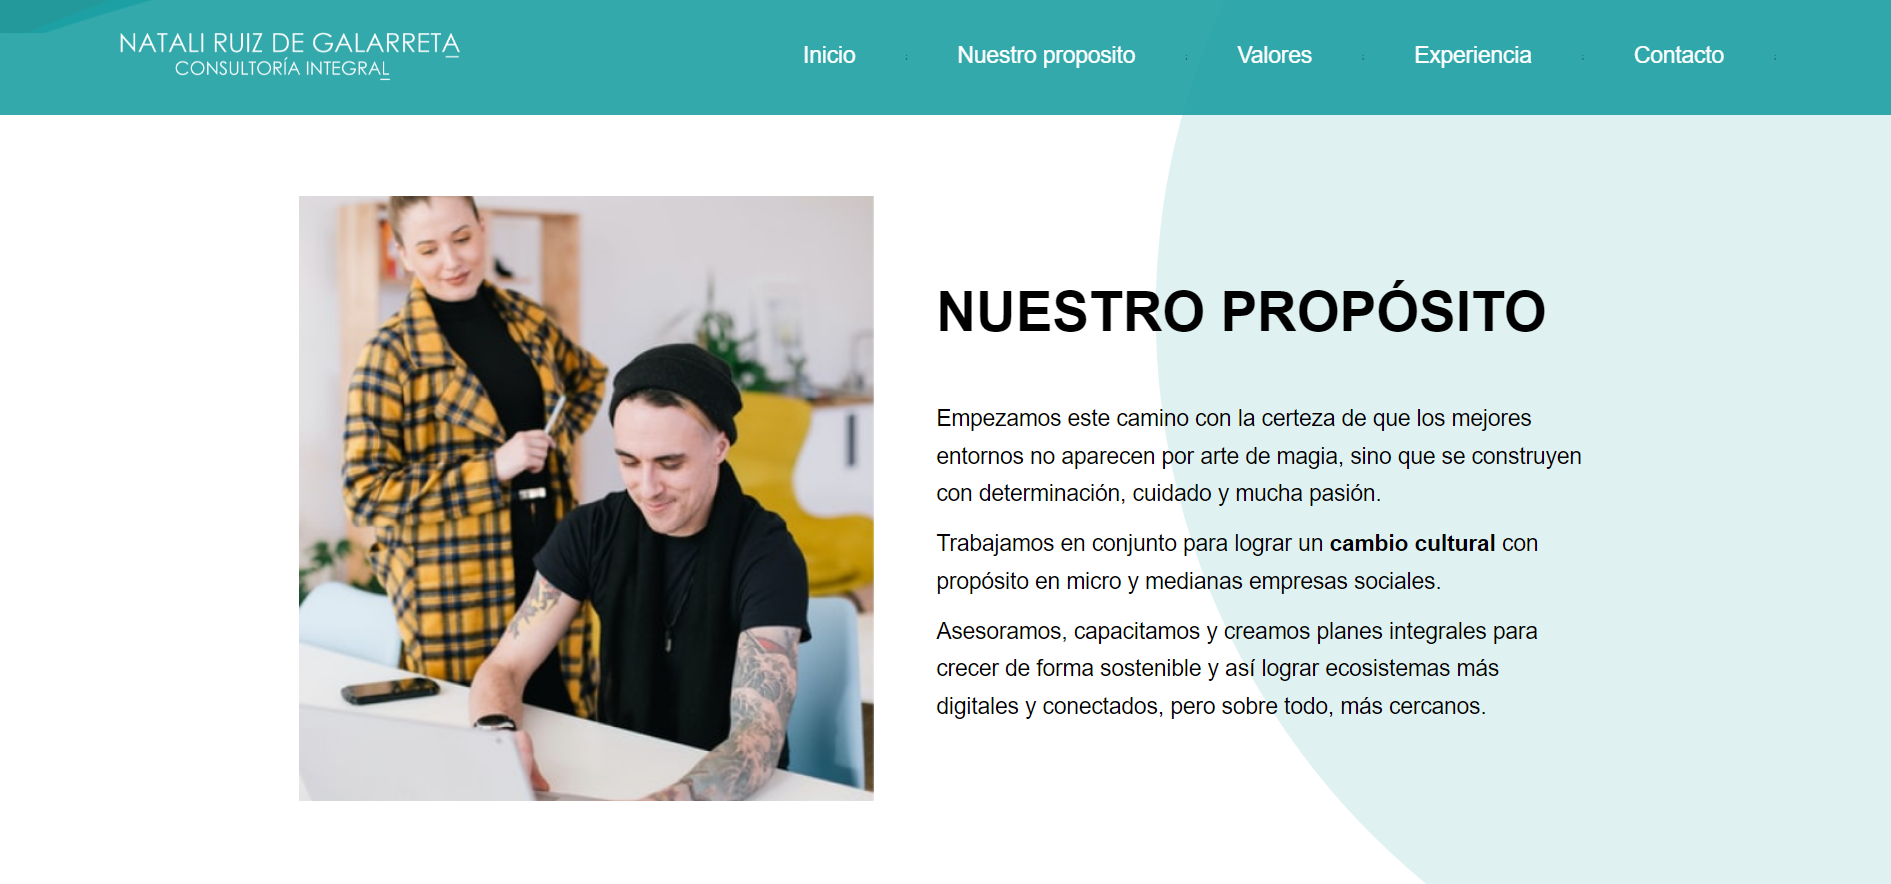 NATALI RUIZ DE GALARRETA
CONSULTORÍA INTEGRAL
Inicio
Nuestro proposito
Valores
Experiencia
Contacto
NUESTRO PROPÓSITO
Empezamos este camino con la certeza de que los mejores
entornos no aparecen por arte de magia, sino que se construyen
con determinación, cuidado y mucha pasión.
Trabajamos en conjunto para lograr un cambio cultural con
propósito en micro y medianas empresas sociales.
Asesoramos, capacitamos y creamos planes integrales para
crecer de forma sostenible y así lograr ecosistemas más
digitales y conectados, pero sobre todo, más cercanos.